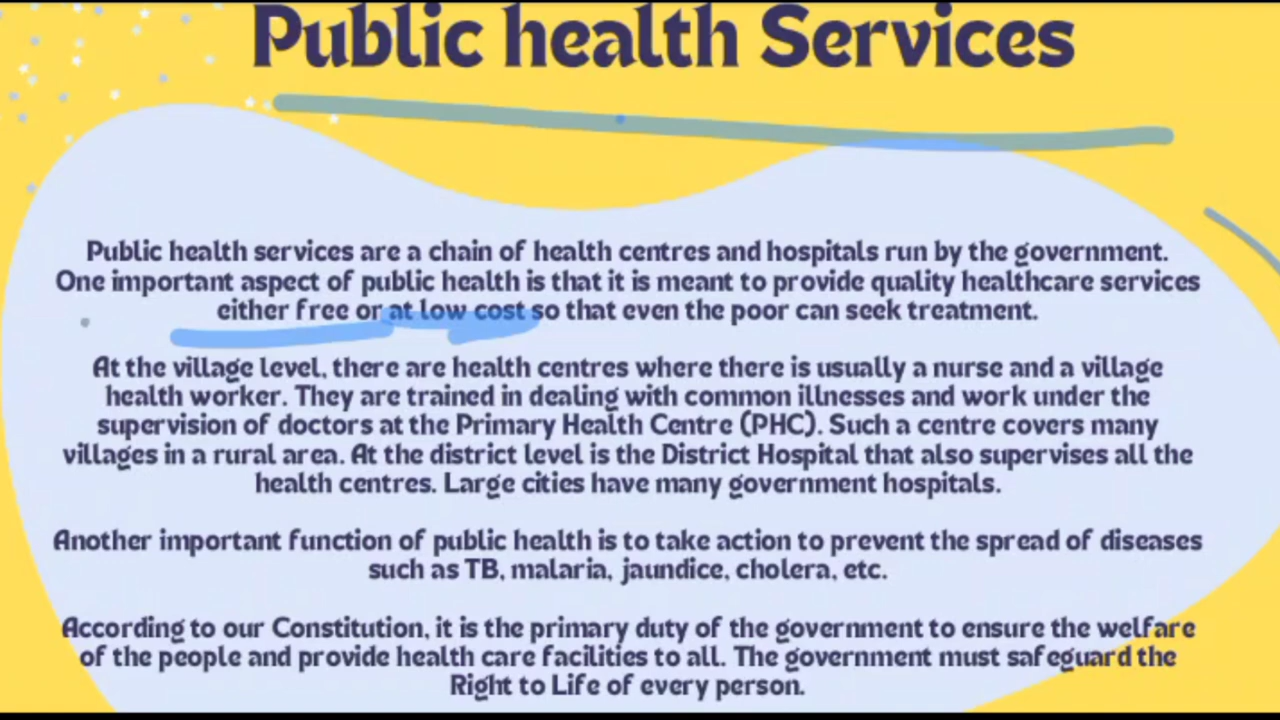 Public health Services
Public health services are a chain of health centres and hospitals run by the government.
One important aspect of public health is that it is meant to provide quality healthcare services
either free or at low cost so that even the poor can seek treatment.
At the village level, there are health centres where there is usually a nurse and a village
health worker. They are trained in dealing with common illnesses and work under the
supervision of doctors at the Primary Health Centre (PHC). Such a centre covers many
villages in a rural area. At the district level is the District Hospital that also supervises all the
health centres. Large cities have many government hospitals.
Another important function of public health is to take action to prevent the spread of diseases
such as TB, malaria, jaundice, cholera, etc.
According to our Constitution, it is the primary duty of the government to ensure the welfare
of the people and provide health care facilities to all. The government must safeguard the
Right to Life of every person.